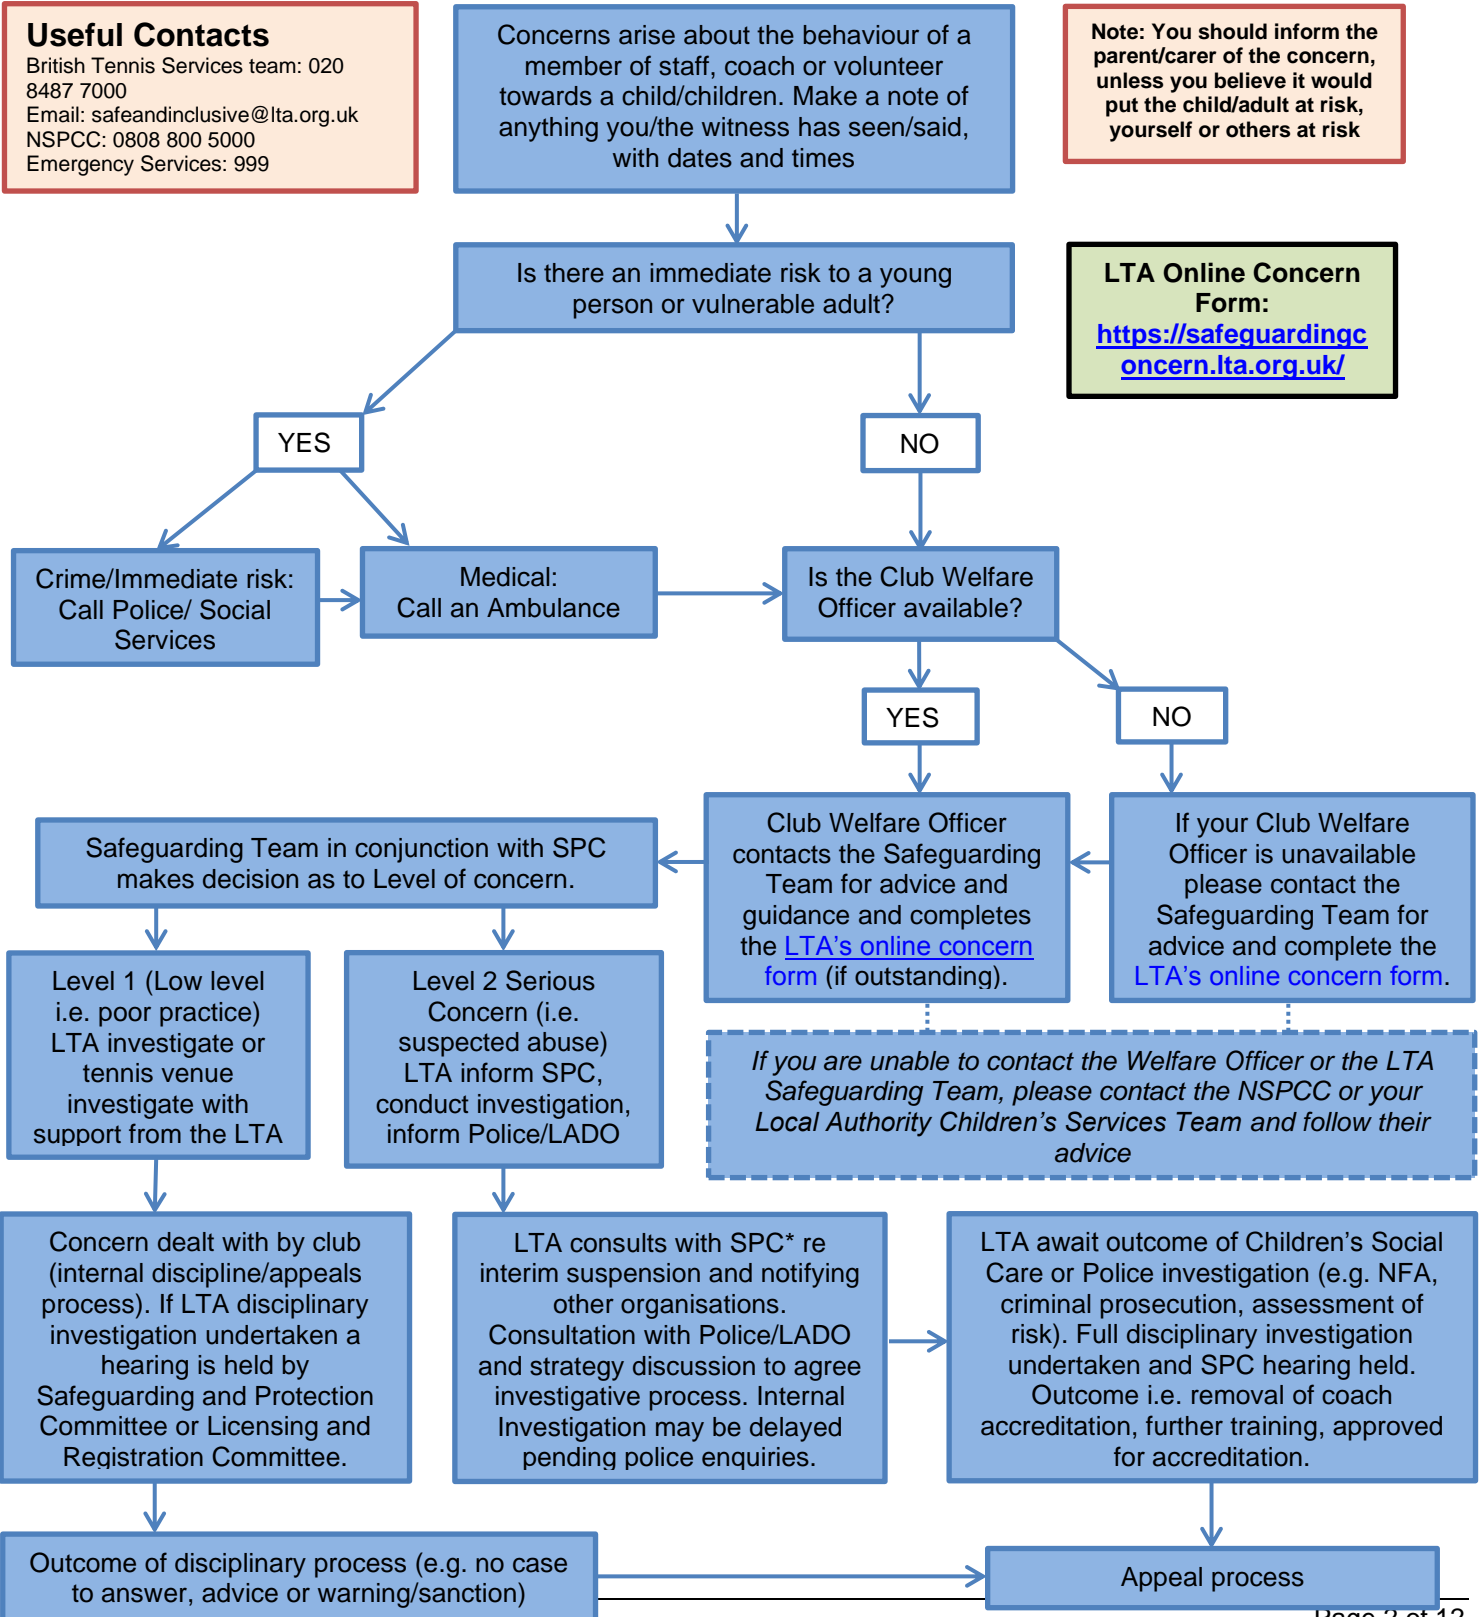 Useful Contacts
British Tennis Services team: 020
8487 7000
Email: safeandinclusive@lta.org.uk
NSPCC: 0808 800 5000
Emergency Services: 999
Concerns arise about the behaviour of a
member of staff, coach or volunteer
towards a child/children. Make a note of
anything you/the witness has seen/said,
with dates and times
Note: You should inform the
parent/carer of the concern,
unless you believe it would
put the child/adult at risk,
yourself or others at risk
Is there an immediate risk to a young
person or vulnerable adult?
LTA Online Concern
Form:
https://safeguardingc
oncern.lta.org.uk/
YES
NO
Crime/Immediate risk:
Call Police/ Social
Services
Medical:
Call an Ambulance
Is the Club Welfare
Officer available?
YES
NO
Safeguarding Team in conjunction with SPC
makes decision as to Level of concern.
Club Welfare Officer
contacts the Safeguarding
Team for advice and
guidance and completes
the LTA's online concern
form (if outstanding).
If your Club Welfare
Officer is unavailable
please contact the
Safeguarding Team for
advice and complete the
LTA's online concern form.
Level 1 (Low level
i.e. poor practice)
LTA investigate or
tennis venue
investigate with
support from the LTA
Level 2 Serious
Concern (i.e.
suspected abuse)
LTA inform SPC,
conduct investigation,
inform Police/LADO
If you are unable to contact the Welfare Officer or the LTA
Safeguarding Team, please contact the NSPCC or your
Local Authority Children's Services Team and follow their
advice
Concern dealt with by club
(internal discipline/appeals
process). If LTA disciplinary
investigation undertaken a
hearing is held by
Safeguarding and Protection
Committee or Licensing and
Registration Committee.
LTA consults with SPC* re
interim suspension and notifying
other organisations.
Consultation with Police/LADO
and strategy discussion to agree
investigative process. Internal
Investigation may be delayed
pending police enquiries.
LTA await outcome of Children's Social
Care or Police investigation (e.g. NFA,
criminal prosecution, assessment of
risk). Full disciplinary investigation
undertaken and SPC hearing held.
Outcome i.e. removal of coach
accreditation, further training, approved
for accreditation.
Outcome of disciplinary process (e.g. no case
to answer, advice or warning/sanction)
Appeal process
Page 2 of 12